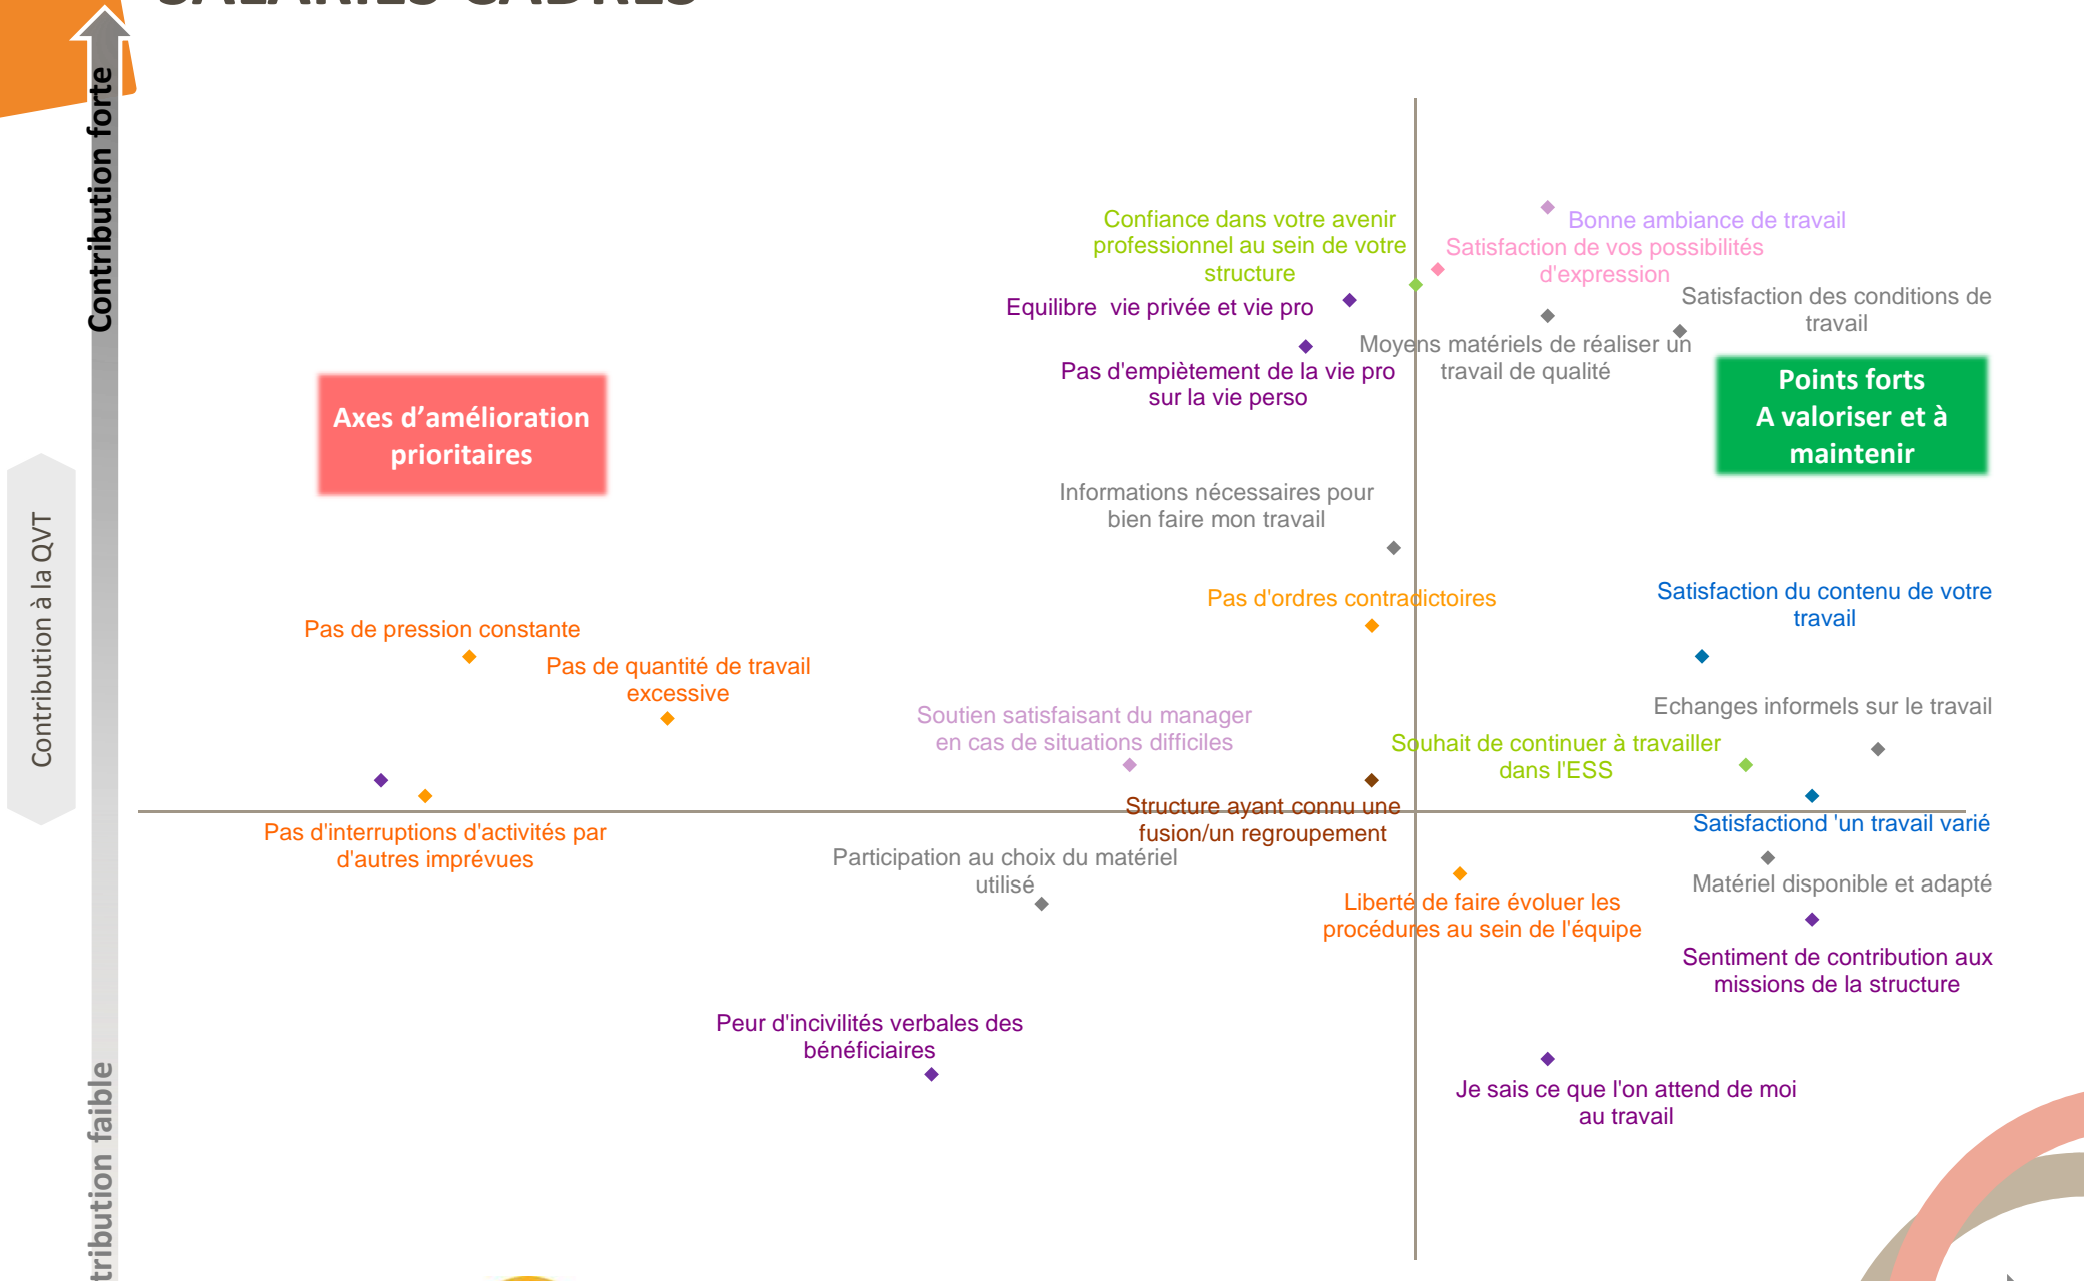 SALARIÉS CADRES
Contribution forte
Bonne ambiance de travail
Confiance dans votre avenir
professionnel au sein de votre
structure
Satisfaction de vos possibilités
d'expression
Equilibre  vie privée et vie pro
Satisfaction des conditions de
travail
Moyens matériels de réaliser un
travail de qualité
Pas d'empiètement de la vie pro
sur la vie perso
Axes d’amélioration
prioritaires
Points forts
A valoriser et à
maintenir
Informations nécessaires pour
bien faire mon travail
Contribution à la QVT
Pas d'ordres contradictoires
Satisfaction du contenu de votre
travail
Pas de pression constante
Pas de quantité de travail
excessive
Soutien satisfaisant du manager
en cas de situations difficiles
Echanges informels sur le travail
Souhait de continuer à travailler
dans l'ESS
Structure ayant connu une
fusion/un regroupement
Pas d'interruptions d'activités par
d'autres imprévues
Satisfactiond 'un travail varié
Participation au choix du matériel
utilisé
Matériel disponible et adapté
Liberté de faire évoluer les
procédures au sein de l'équipe
Sentiment de contribution aux
missions de la structure
Peur d'incivilités verbales des
bénéficiaires
Je sais ce que l'on attend de moi
au travail
tribution faible